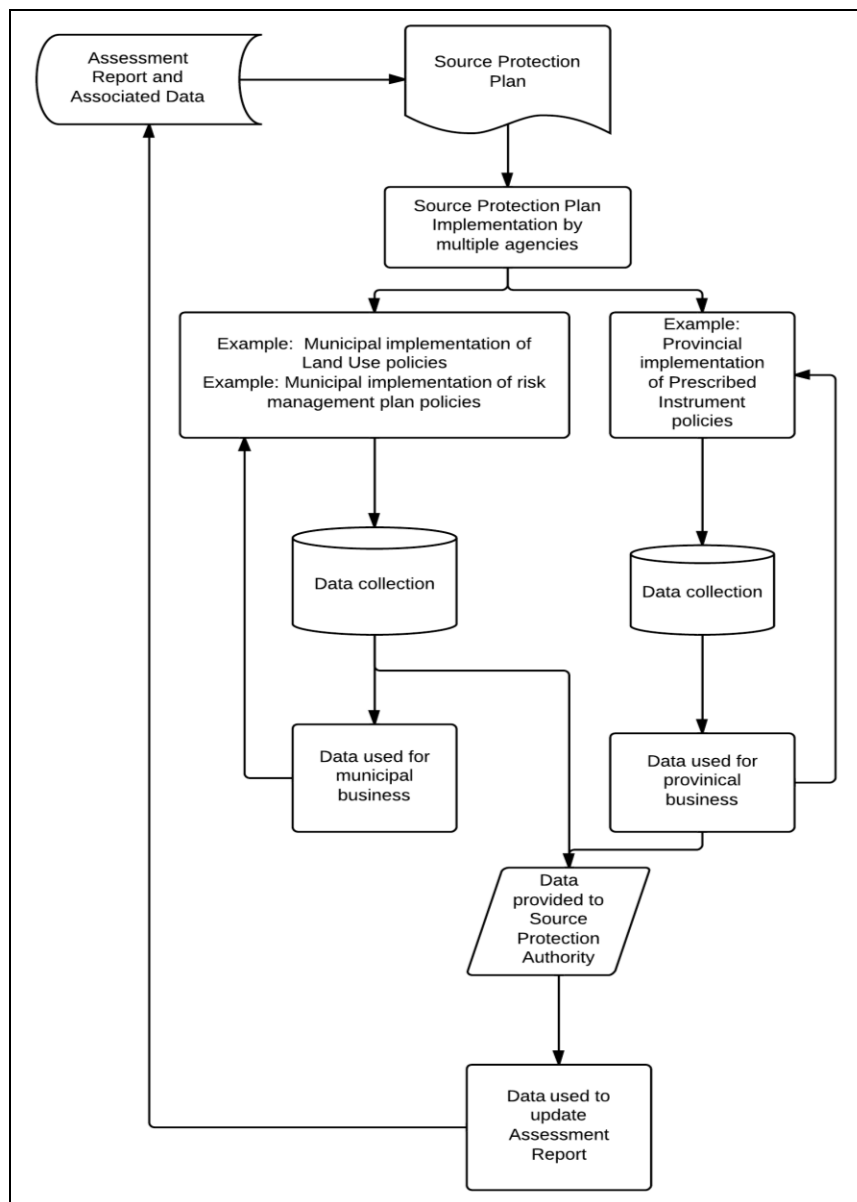 Assessment
Report and
Associated Data
Source Protection
Plan
Source Protection Plan
Implementation by
multiple agencies
Example:  Municipal implementation of
Land Use policies
Example: Municipal implementation of risk
management plan policies
Example:
Provincial
implementation
of Prescribed
Instrument
policies
Data collection
Data collection
Data used for
municipal
business
Data used for
provinical
business
Data
provided to
Source
Protection
Authority
Data used to
update
Assessment
Report